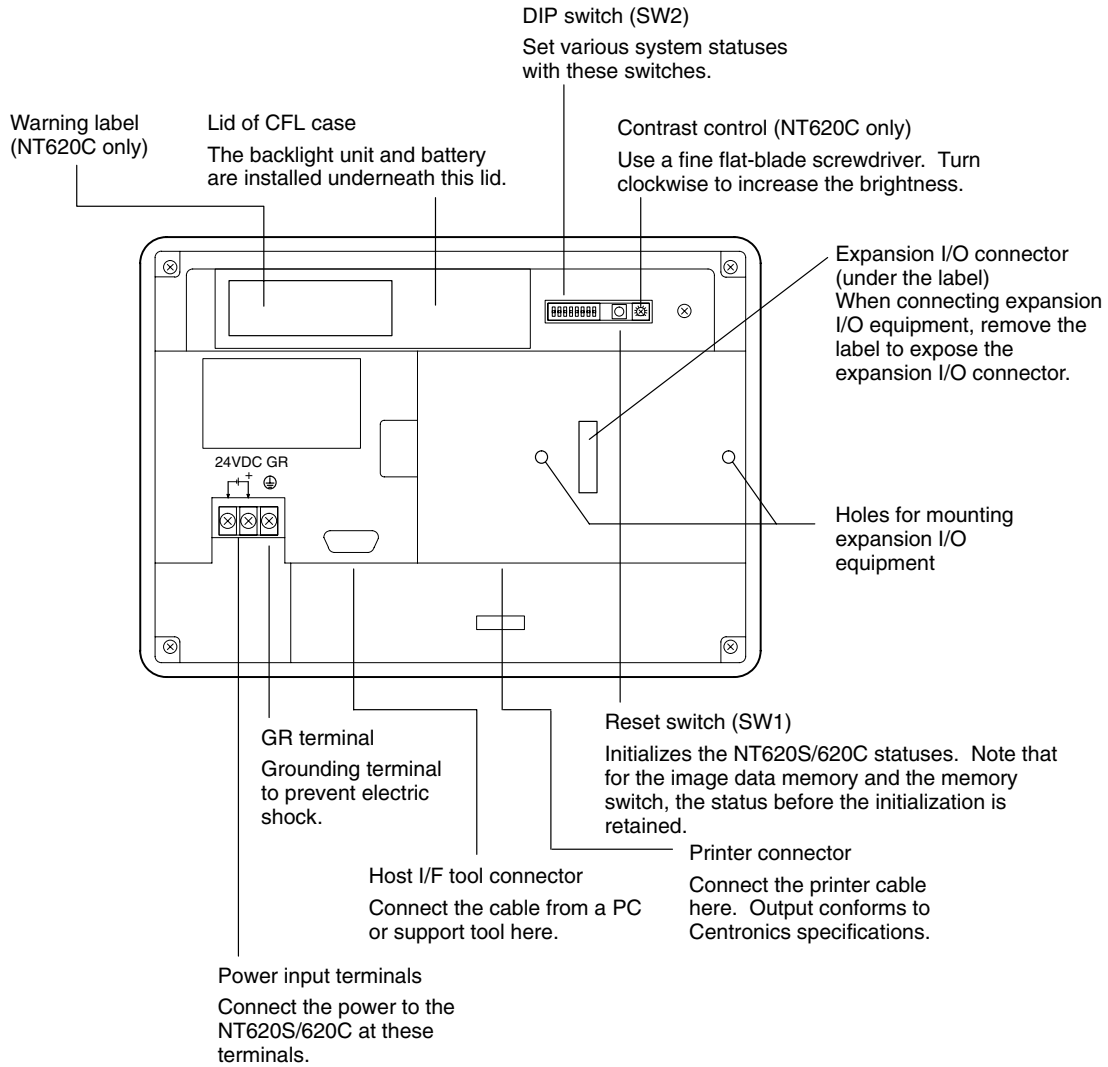 DIP switch (SW2)
Set various system statuses
with these switches.
Warning label
(NT620C only)
Lid of CFL case
The backlight unit and battery
are installed underneath this lid.
Contrast control (NT620C only)
Use a fine flat-blade screwdriver. Turn
clockwise to increase the brightness.
Expansion I/O connector
(under the label)
When connecting expansion
I/O equipment, remove the
label to expose the
expansion I/O connector.
24VDC GR
+
Holes for mounting
expansion I/O
equipment
GR terminal
Grounding terminal
to prevent electric
shock.
Reset switch (SW1)
Initializes the NT620S/620C statuses. Note that
for the image data memory and the memory
switch, the status before the initialization is
retained.
Printer connector
Connect the printer cable
here. Output conforms to
Centronics specifications.
Host I/F tool connector
Connect the cable from a PC
or support tool here.
Power input terminals
Connect the power to the
NT620S/620C at these
terminals.